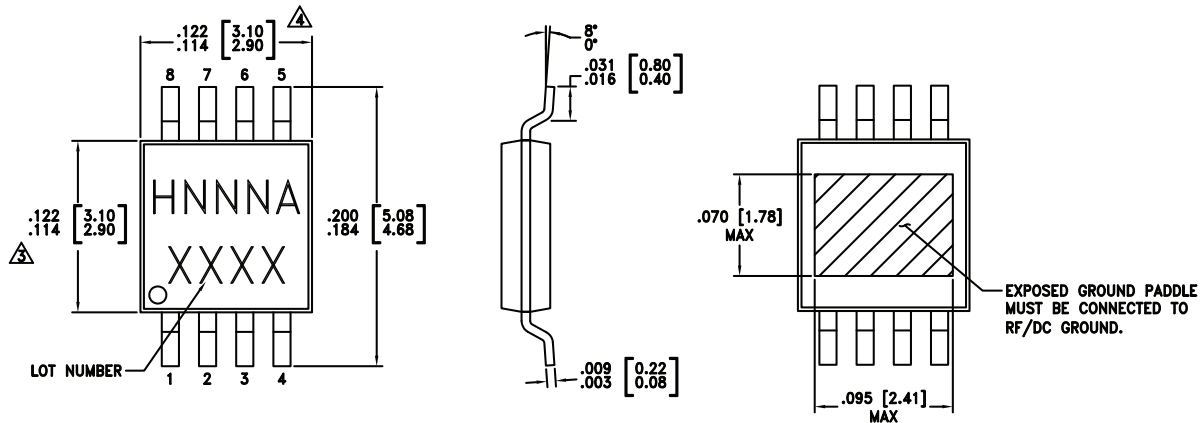 .122 [3.10]
.114 [2.90]
4
8 7 6 5
HNNNA
XXXX
.122 [3.10]
.114 [2.90]
3
.200 [5.08]
.184 [4.68]
LOT NUMBER
1 2 3 4
8°
0°
.031 [0.80]
.016 [0.40]
.009 [0.22]
.003 [0.08]
.070 [1.78]
MAX
EXPOSED GROUND PADDLE
MUST BE CONNECTED TO
RF/DC GROUND.
.095 [2.41]
MAX